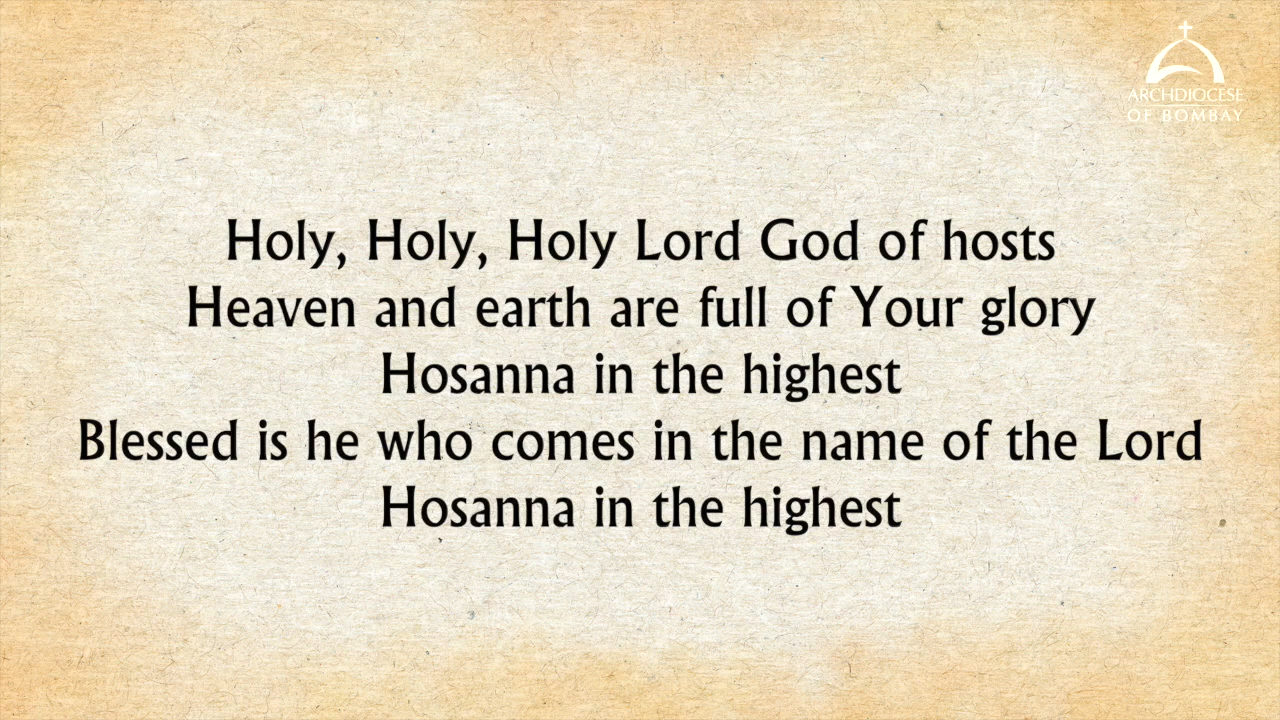 ARCHDIOCESE
OF BOMBAY
Holy, Holy, Holy Lord God of hosts
Heaven and earth are full of Your glory
Hosanna in the highest
Blessed is he who comes in the name of the Lord
Hosanna in the highest